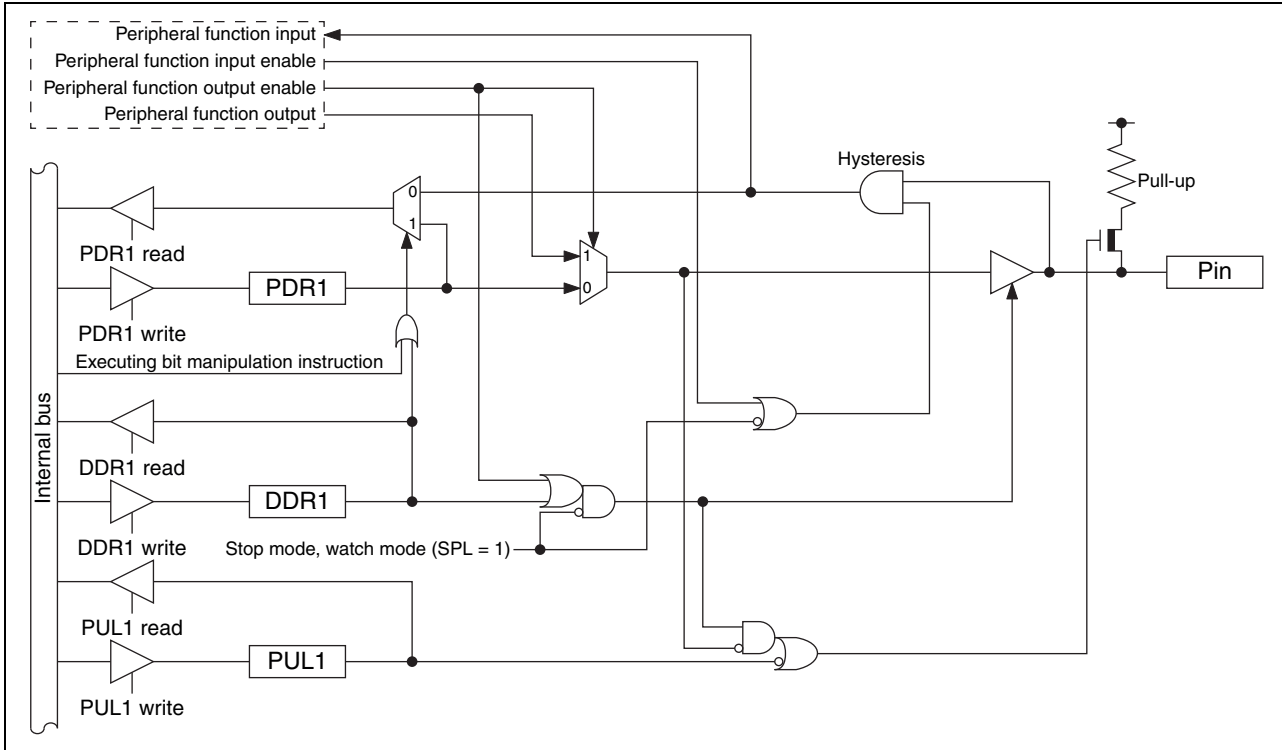 Peripheral function input
Peripheral function input enable
Peripheral function output enable
Peripheral function output
Hysteresis
Pull-up
0
1
PDR1 read
1
0
Pin
PDR1
PDR1 write
Executing bit manipulation instruction
Internal bus
DDR1 read
DDR1
DDR1 write
Stop mode, watch mode (SPL = 1)
PUL1 read
PUL1
PUL1 write